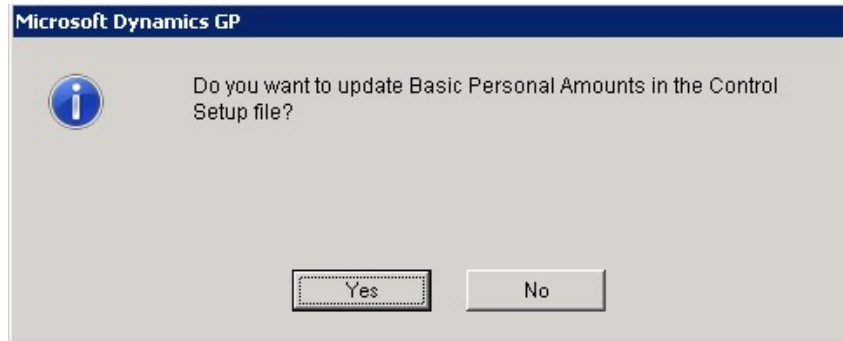 Microsoft Dynamics GP
Do you want to update Basic Personal Amounts in the Control
Setup file?
Yes
No